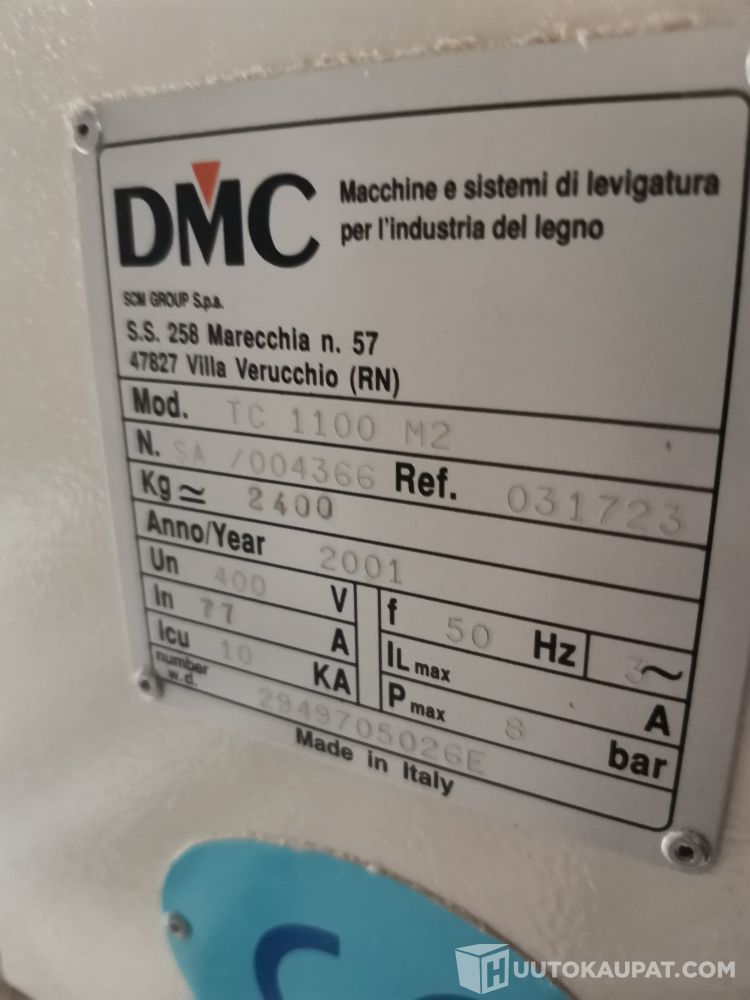 DMC
Macchine e sistemi di levigatura
per l'industria del legno
SCM GROUP S.p.a.
S.S. 258 Marecchia n. 57
47827 Villa Verucchio (RN)
Mod. TC 1100 M2
N. SA /004366 Ref. 031723
Kg ≃ 2400
Anno/Year 2001
Un 400 V f 50 Hz 3~
In 77 A IL max A
Icu 10 KA P max 8 bar
number w.d. 2949705026E
Made in Italy
HUUTOKAUPAT.COM